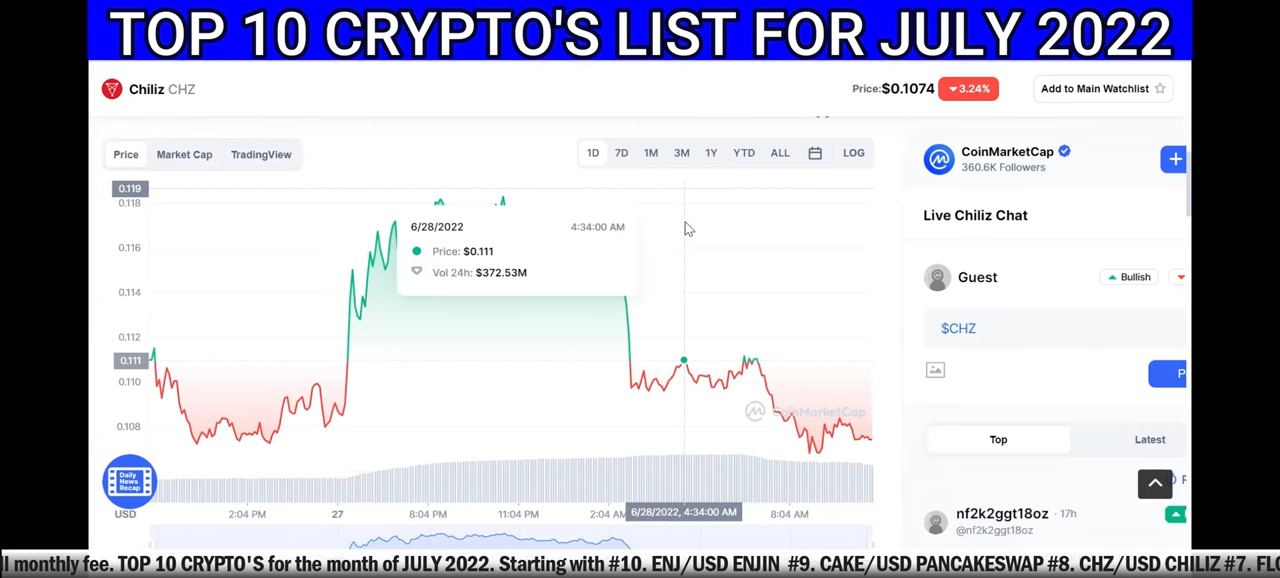 TOP 10 CRYPTO'S LIST FOR JULY 2022
Chiliz CHZ
Price:$0.1074 3.24% Add to Main Watchlist
Price Market Cap TradingView
1D 7D 1M 3M 1Y YTD ALL LOG
CoinMarketCap
360.6K Followers
Live Chiliz Chat
Guest
Bullish
$CHZ
P
Top Latest
nf2k2ggt18oz · 17h
@nf2k2ggt18oz
0.119
0.118
0.116
0.114
0.112
0.111
0.110
0.108
6/28/2022 4:34:00 AM
Price: $0.111
Vol 24h: $372.53M
CoinMarketCap
Daily
News
Recap
USD 2:04 PM 27 8:04 PM 11:04 PM 2:04 AM 6/28/2022, 4:34:00 AM 8:04 AM
ll monthly fee. TOP 10 CRYPTO'S for the month of JULY 2022. Starting with #10. ENJ/USD ENJIN #9. CAKE/USD PANCAKESWAP #8. CHZ/USD CHILIZ #7. FL